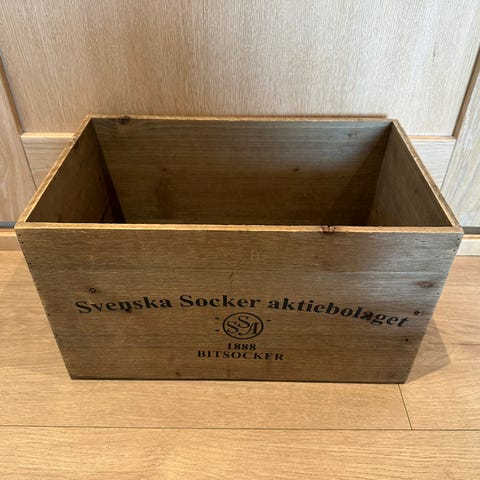 Svenska Socker aktiebolaget
SSA
1888
BITSOCKER